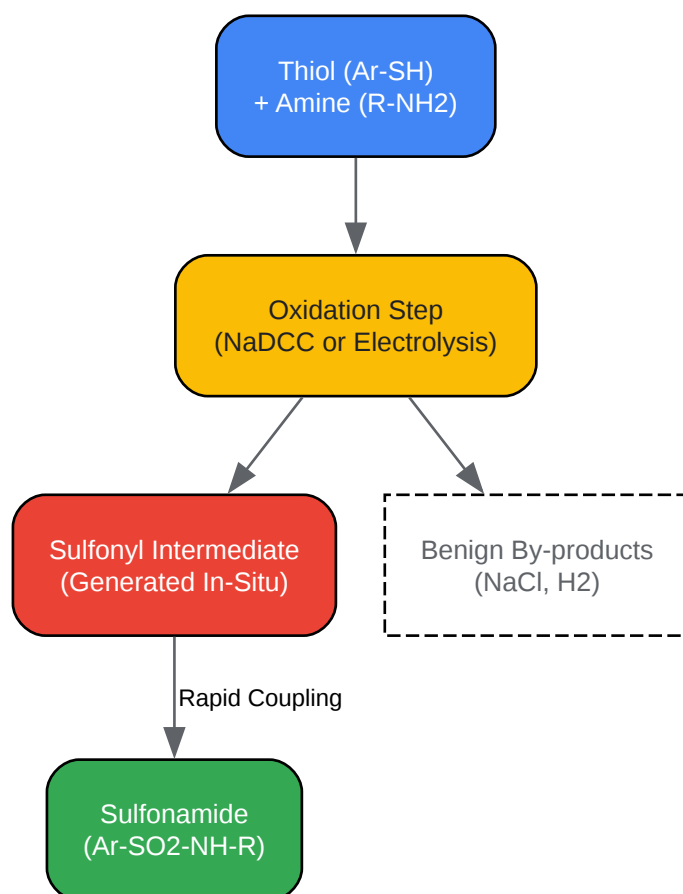 Thiol (Ar-SH)
+ Amine (R-NH2)
Oxidation Step
(NaDCC or Electrolysis)
Sulfonyl Intermediate
(Generated In-Situ)
Benign By-products
(NaCl, H2)
Rapid Coupling
Sulfonamide
(Ar-SO2-NH-R)